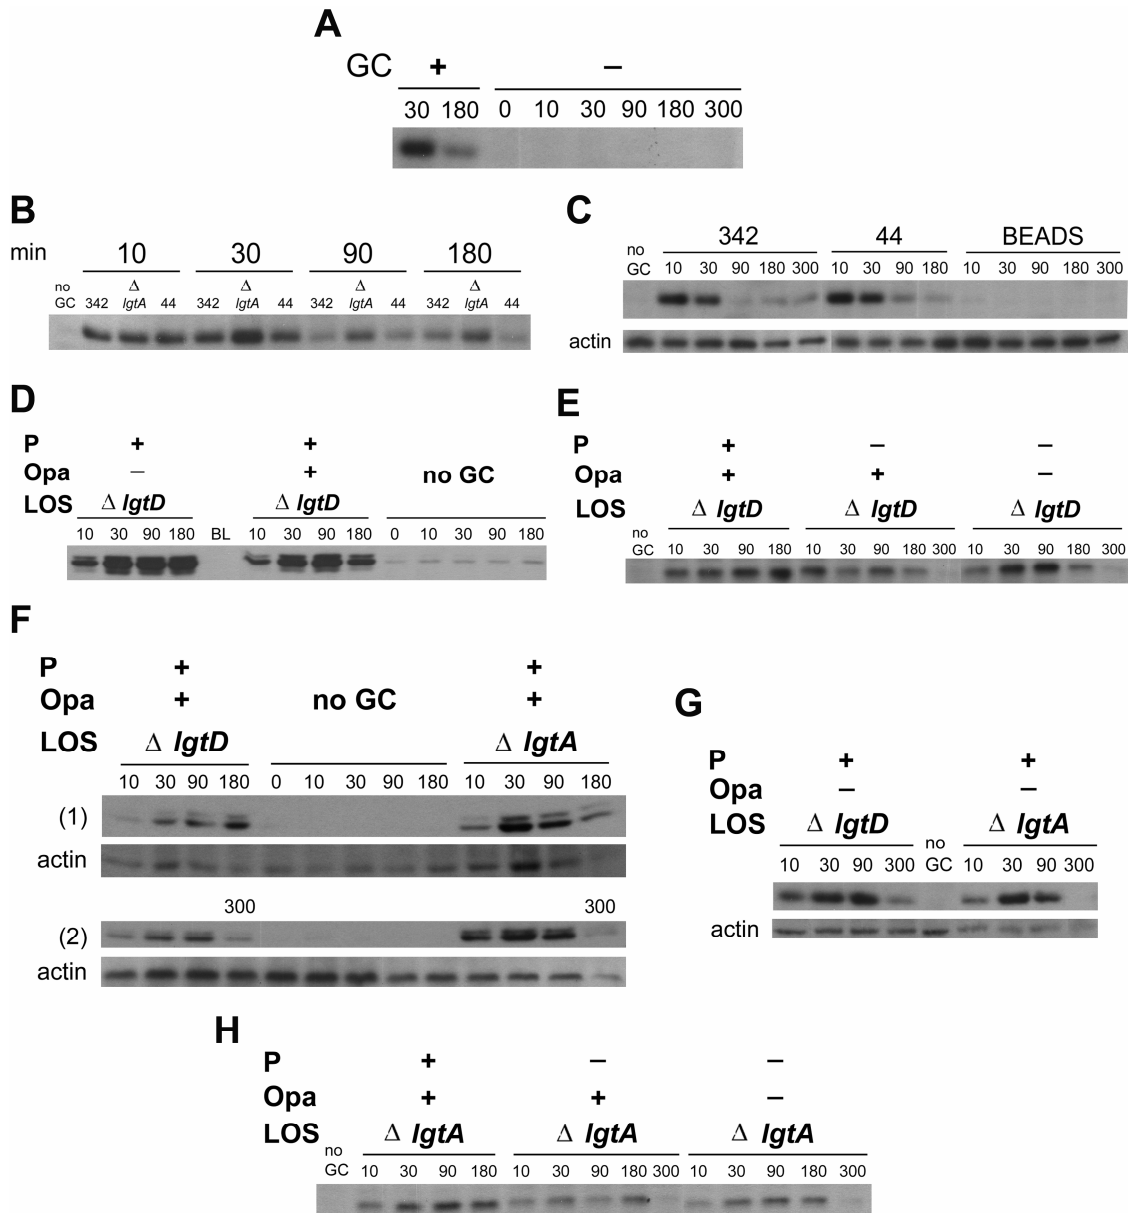 A
GC + –
30 180 0 10 30 90 180 300
B
min 10 30 90 180
no Δ Δ Δ Δ
GC 342 lgtA 44 342 lgtA 44 342 lgtA 44 342 lgtA 44
C
no 342 44 BEADS
GC 10 30 90 180 300 10 30 90 180 10 30 90 180 300
actin
D
P + +
Opa – + no GC
LOS Δ lgtD Δ lgtD
10 30 90 180 BL 10 30 90 180 0 10 30 90 180
E
P + – –
Opa + + –
LOS Δ lgtD Δ lgtD Δ lgtD
no
GC 10 30 90 180 10 30 90 180 300 10 30 90 180 300
F
P + +
Opa + no GC +
LOS Δ lgtD Δ lgtA
10 30 90 180 0 10 30 90 180 10 30 90 180
(1)
actin
300 300
(2)
actin
G
P + +
Opa – –
LOS Δ lgtD Δ lgtA
no
10 30 90 300 GC 10 30 90 300
actin
H
P + – –
Opa + + –
LOS Δ lgtA Δ lgtA Δ lgtA
no
GC 10 30 90 180 10 30 90 180 300 10 30 90 180 300